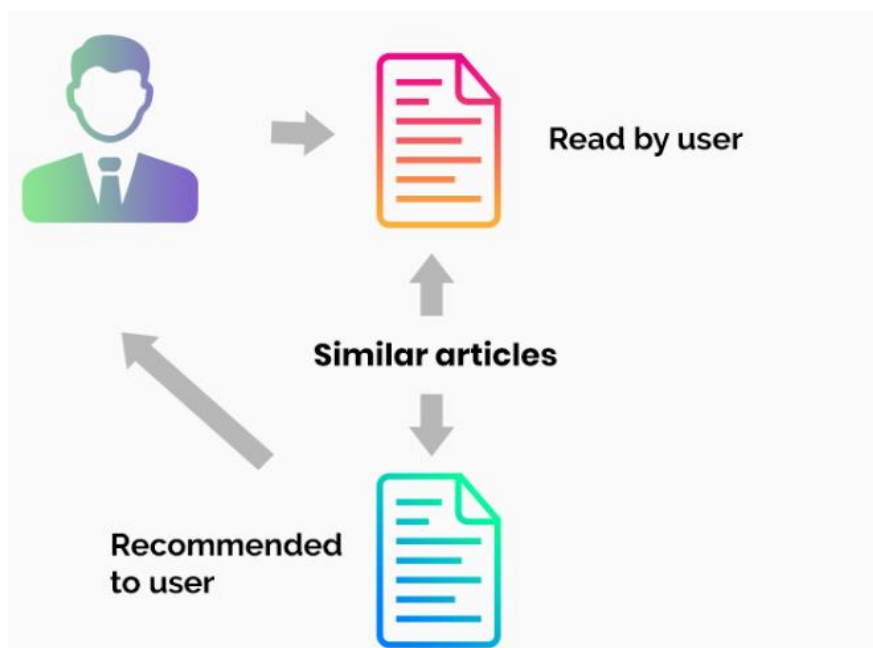 Read by user
Similar articles
Recommended
to user